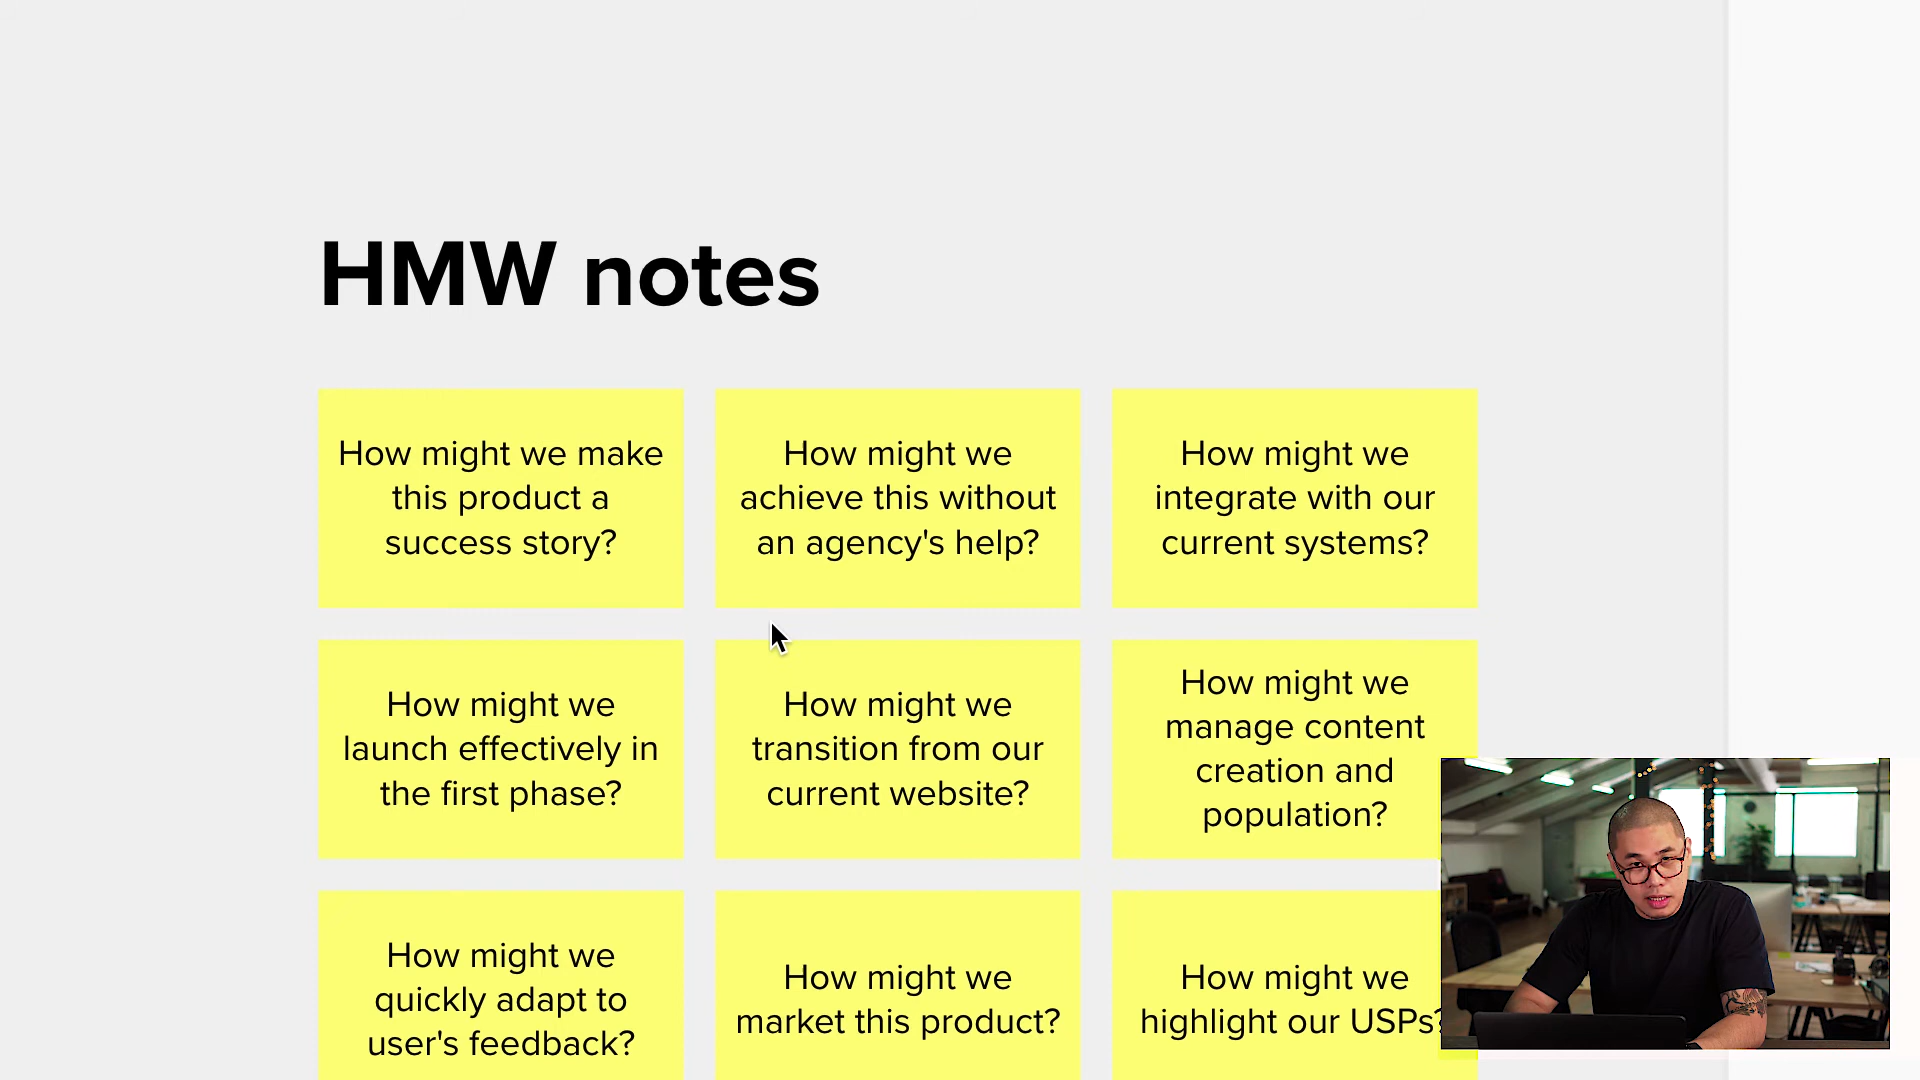 HMW notes
How might we make
this product a
success story?
How might we
achieve this without
an agency's help?
How might we
integrate with our
current systems?
How might we
launch effectively in
the first phase?
How might we
transition from our
current website?
How might we
manage content
creation and
population?
How might we
quickly adapt to
user's feedback?
How might we
market this product?
How might we
highlight our USPs?